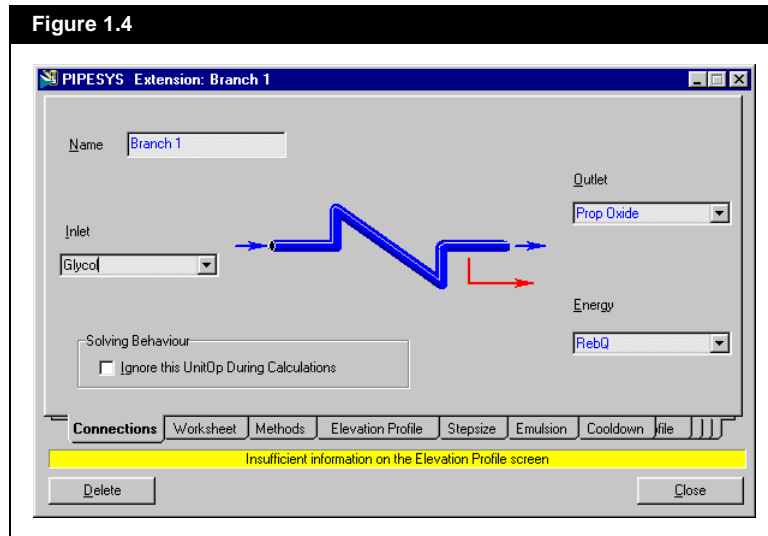 Figure 1.4
PIPESYS Extension: Branch 1
Name Branch 1
Outlet
Prop Oxide
Inlet
Glycol
Energy
RebQ
Solving Behaviour
Ignore this UnitOp During Calculations
Connections Worksheet Methods Elevation Profile Stepsize Emulsion Cooldown file
Insufficient information on the Elevation Profile screen
Delete Close